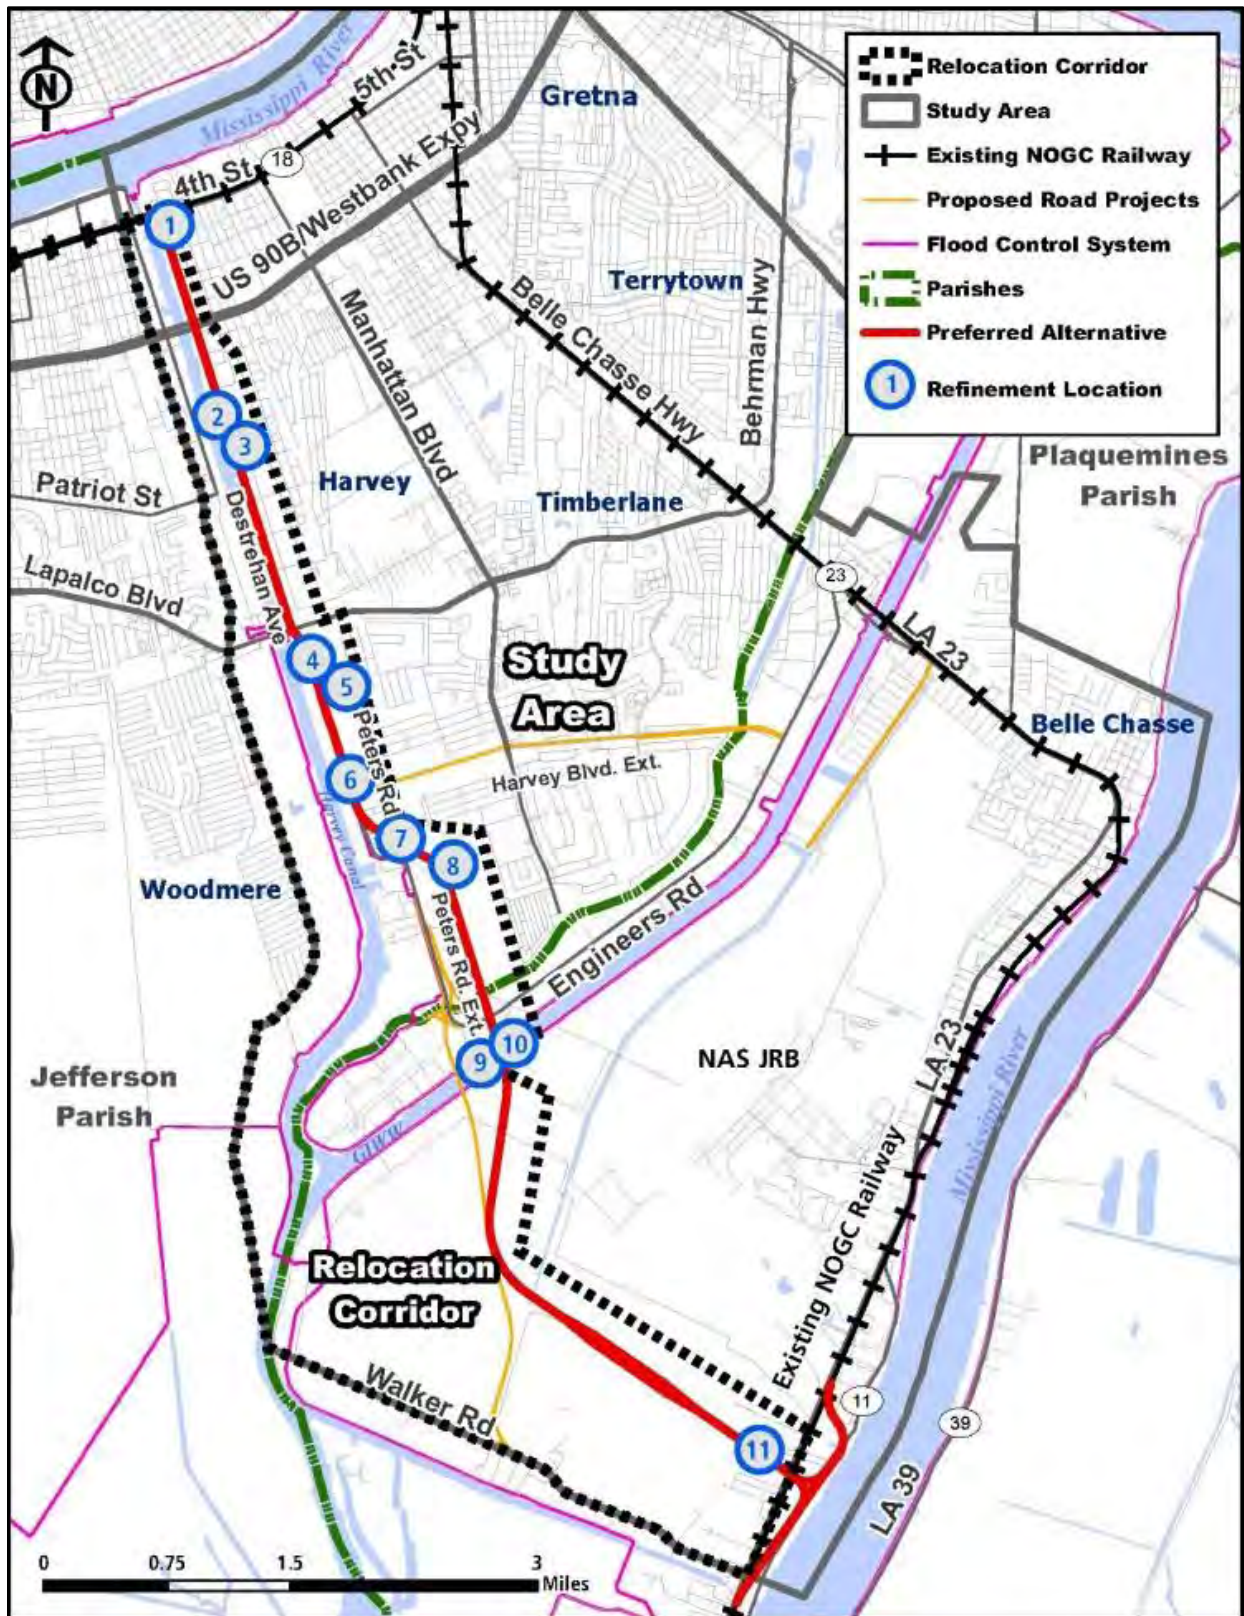 N
Mississippi River
5th St
Gretna
18
4th St
US 90B/Westbank Expy
Relocation Corridor
Study Area
Existing NOGC Railway
Proposed Road Projects
Flood Control System
Parishes
Preferred Alternative
1
Refinement Location
1
Terrytown
Belle Chasse Hwy
Behrman Hwy
Manhattan Blvd
2
3
Harvey
Timberlane
Patriot St
Destrehan Ave
Lapalco Blvd
Plaquemines
Parish
23
LA 23
4
5
Study
Area
Peters Rd
Belle Chasse
6
Harvey Blvd. Ext.
Harvey Canal
7
8
Woodmere
Peters Rd. Ext.
Engineers Rd
9
10
NAS JRB
LA 23
Mississippi River
Jefferson
Parish
GIWW
Existing NOGC Railway
Relocation
Corridor
Walker Rd
11
11
39
LA 39
0
0.75
1.5
3
Miles